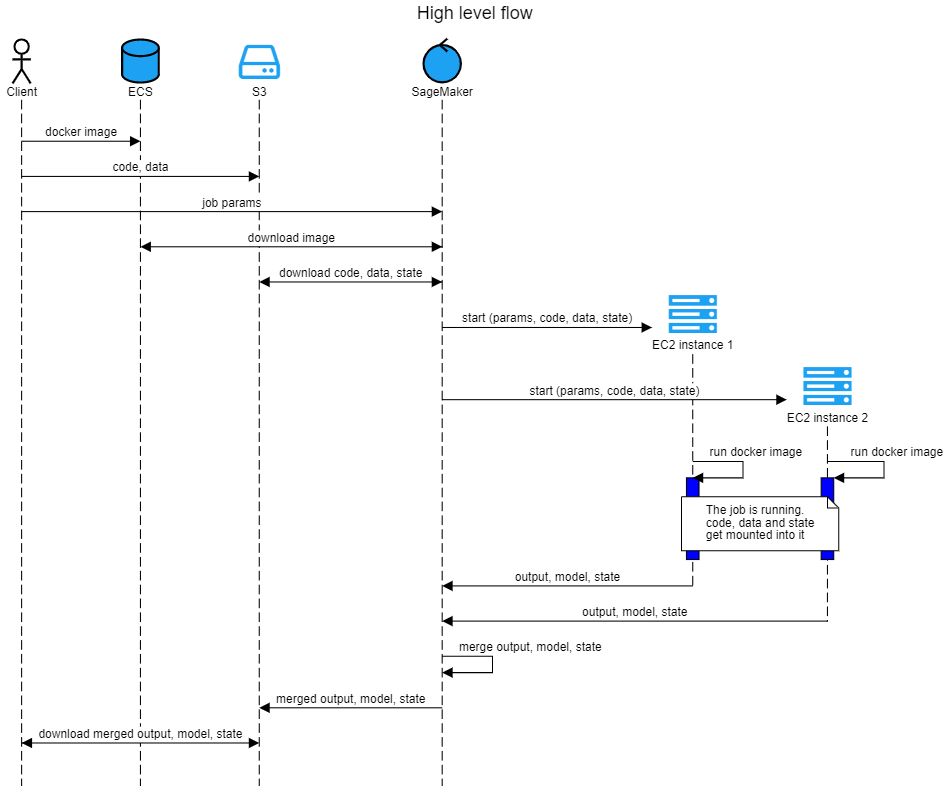 High level flow
Client
ECS
S3
SageMaker
docker image
code, data
job params
download image
download code, data, state
start (params, code, data, state)
EC2 instance 1
start (params, code, data, state)
EC2 instance 2
run docker image
run docker image
The job is running.
code, data and state
get mounted into it
output, model, state
output, model, state
merge output, model, state
merged output, model, state
download merged output, model, state